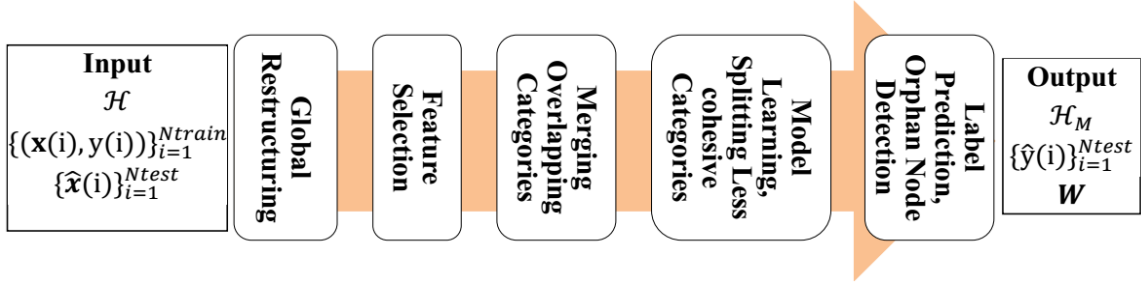 Input
ℋ
{(𝐱(i), y(i))}_{i=1}^{Ntrain}
{𝒙̂(i)}_{i=1}^{Ntest}
Global
Restructuring
Feature
Selection
Merging
Overlapping
Categories
Model
Learning,
Splitting Less
cohesive
Categories
Label
Prediction,
Orphan Node
Detection
Output
ℋ_M
{ŷ(i)}_{i=1}^{Ntest}
𝑾